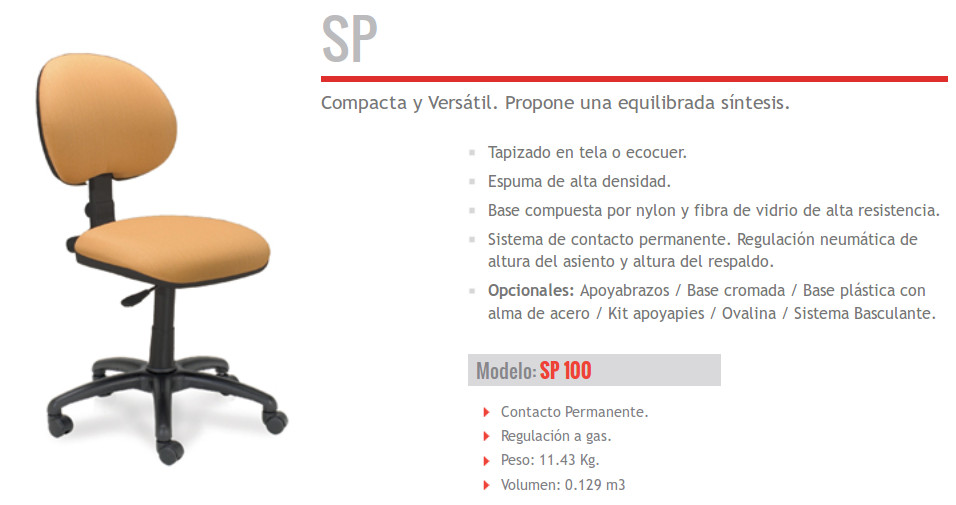 SP
Compacta y Versátil. Propone una equilibrada síntesis.
Tapizado en tela o ecocuer.
Espuma de alta densidad.
Base compuesta por nylon y fibra de vidrio de alta resistencia.
Sistema de contacto permanente. Regulación neumática de
altura del asiento y altura del respaldo.
Opcionales: Apoyabrazos / Base cromada / Base plástica con
alma de acero / Kit apoyapies / Ovalina / Sistema Basculante.
Modelo: SP 100
Contacto Permanente.
Regulación a gas.
Peso: 11.43 Kg.
Volumen: 0.129 m3